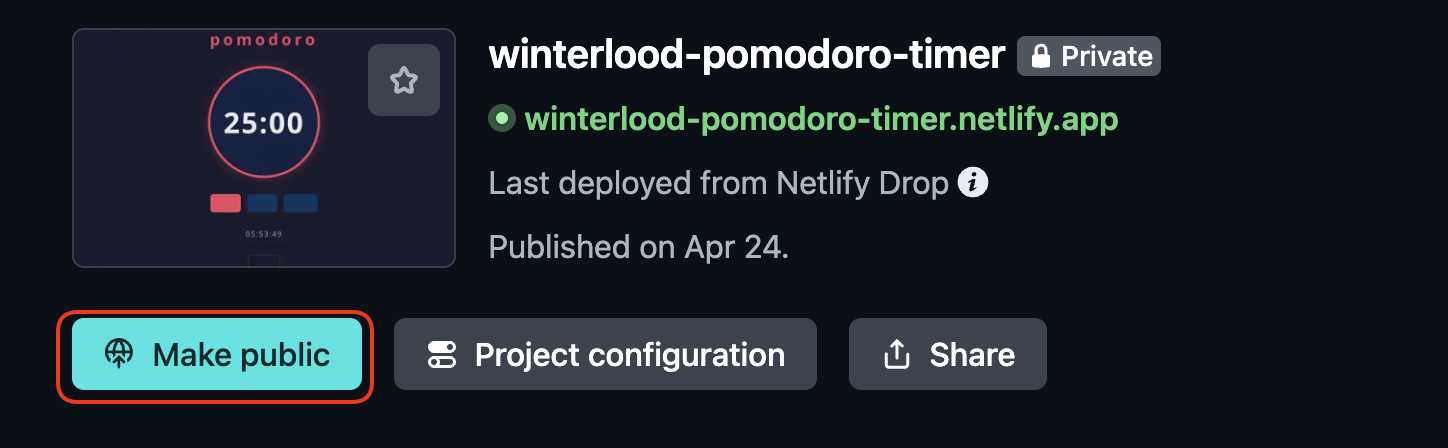 pomodoro
25:00
05:53:49
winterlood-pomodoro-timer Private
winterlood-pomodoro-timer.netlify.app
Last deployed from Netlify Drop
Published on Apr 24.
Make public Project configuration Share